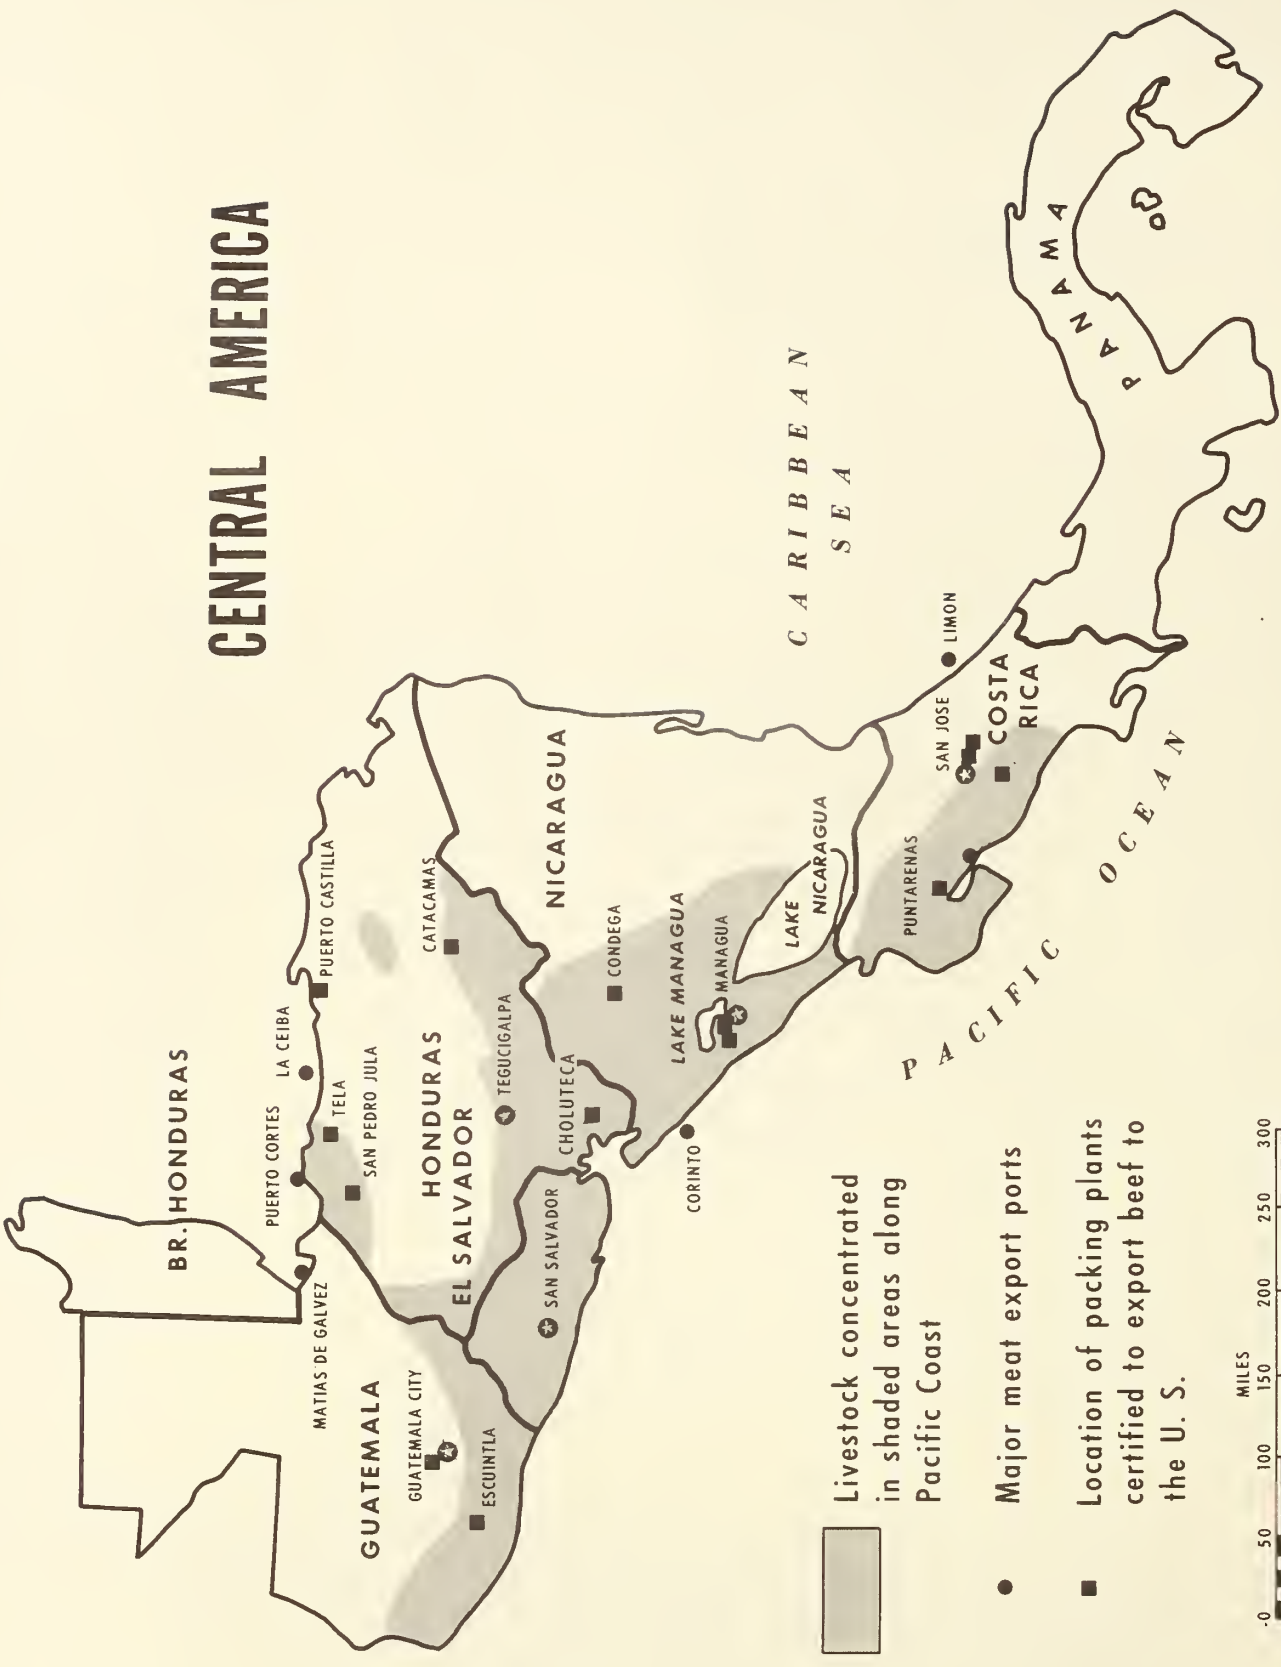 CENTRAL AMERICA
BR. HONDURAS
PUERTO CORTES
LA CEIBA
PUERTO CASTILLA
TELA
SAN PEDRO JULA
MATIAS DE GALVEZ
GUATEMALA
GUATEMALA CITY
ESCUINTLA
HONDURAS
EL SALVADOR
SAN SALVADOR
CATACAMAS
TEGUCIGALPA
CHOLUTECA
NICARAGUA
CONDEGA
LAKE MANAGUA
MANAGUA
LAKE
NICARAGUA
CORINTO
CARIBBEAN
SEA
LIMON
SAN JOSE
COSTA
RICA
PUNTARENAS
PANAMA
PACIFIC OCEAN
Livestock concentrated
in shaded areas along
Pacific Coast
Major meat export ports
Location of packing plants
certified to export beef to
the U. S.
MILES
-0 50 100 150 200 250 300